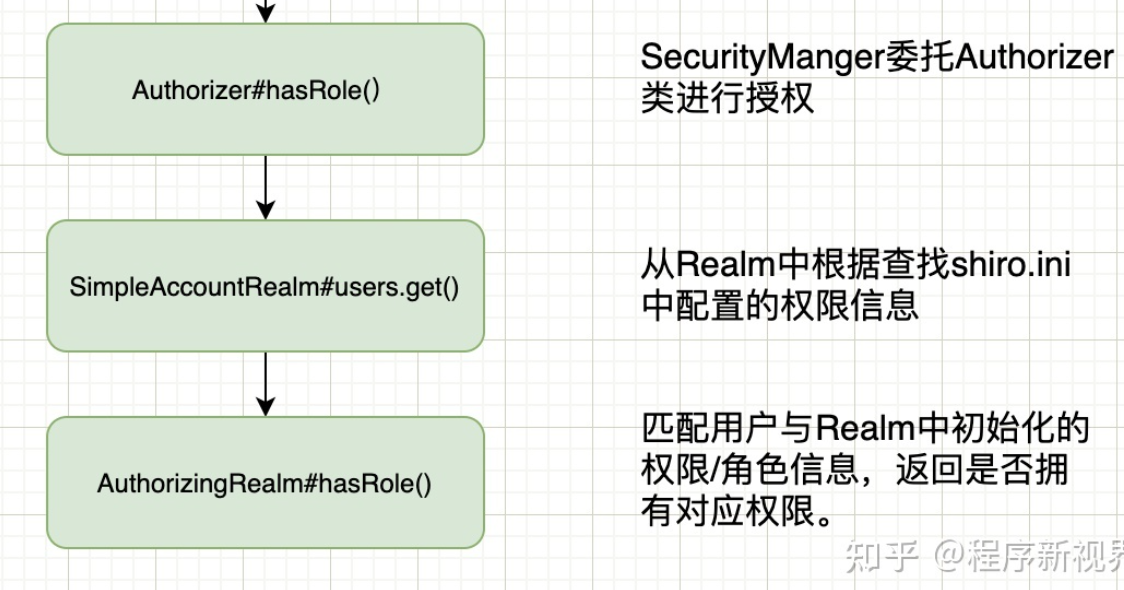 Authorizer#hasRole()
SecurityManger委托Authorizer
类进行授权
SimpleAccountRealm#users.get()
从Realm中根据查找shiro.ini
中配置的权限信息
AuthorizingRealm#hasRole()
匹配用户与Realm中初始化的
权限/角色信息，返回是否拥
有对应权限。
知乎 @程序新视界